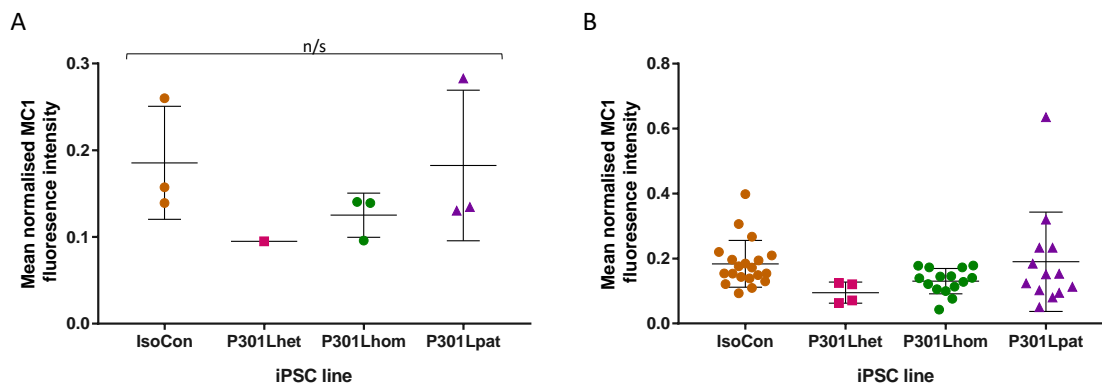 A
n/s
Mean normalised MC1
fluoresence intensity
0.3
0.2
0.1
0.0
IsoCon P301Lhet P301Lhom P301Lpat
iPSC line
B
Mean normalised MC1
fluoresence intensity
0.8
0.6
0.4
0.2
0.0
IsoCon P301Lhet P301Lhom P301Lpat
iPSC line